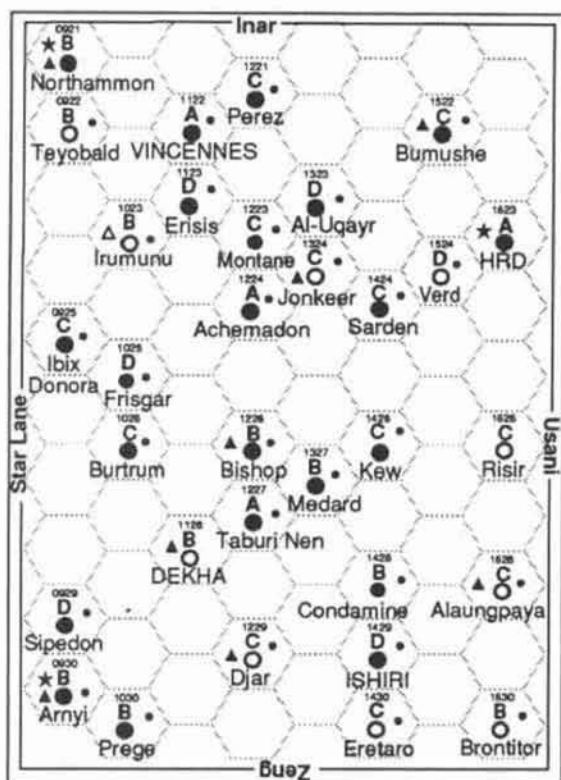 Inar
0921
B
Northammon
1221
C
Perez
0922
B
Teyobald
1122
A
VINCENNES
1522
C
Bumushe
1123
D
Erisis
1323
D
Al-Uqayr
1023
B
Irumunu
1223
C
Montane
1623
A
HRD
1324
C
Jonkeer
1524
D
Verd
1224
A
Achemadon
1424
C
Sarden
0925
C
Ibix
Donora
1025
D
Frisgar
Star Lane
Usani
1026
C
Burtrum
1226
B
Bishop
1426
C
Kew
1626
C
Risir
1327
B
Medard
1227
A
Taburi Nen
1128
B
DEKHA
1428
B
Condamine
1628
C
Alaungpaya
0929
D
Sipedon
1229
C
Djar
1429
D
ISHIRI
0930
B
Arnyi
1030
B
Prege
1430
C
Eretaro
1630
B
Brontitor
Zeng